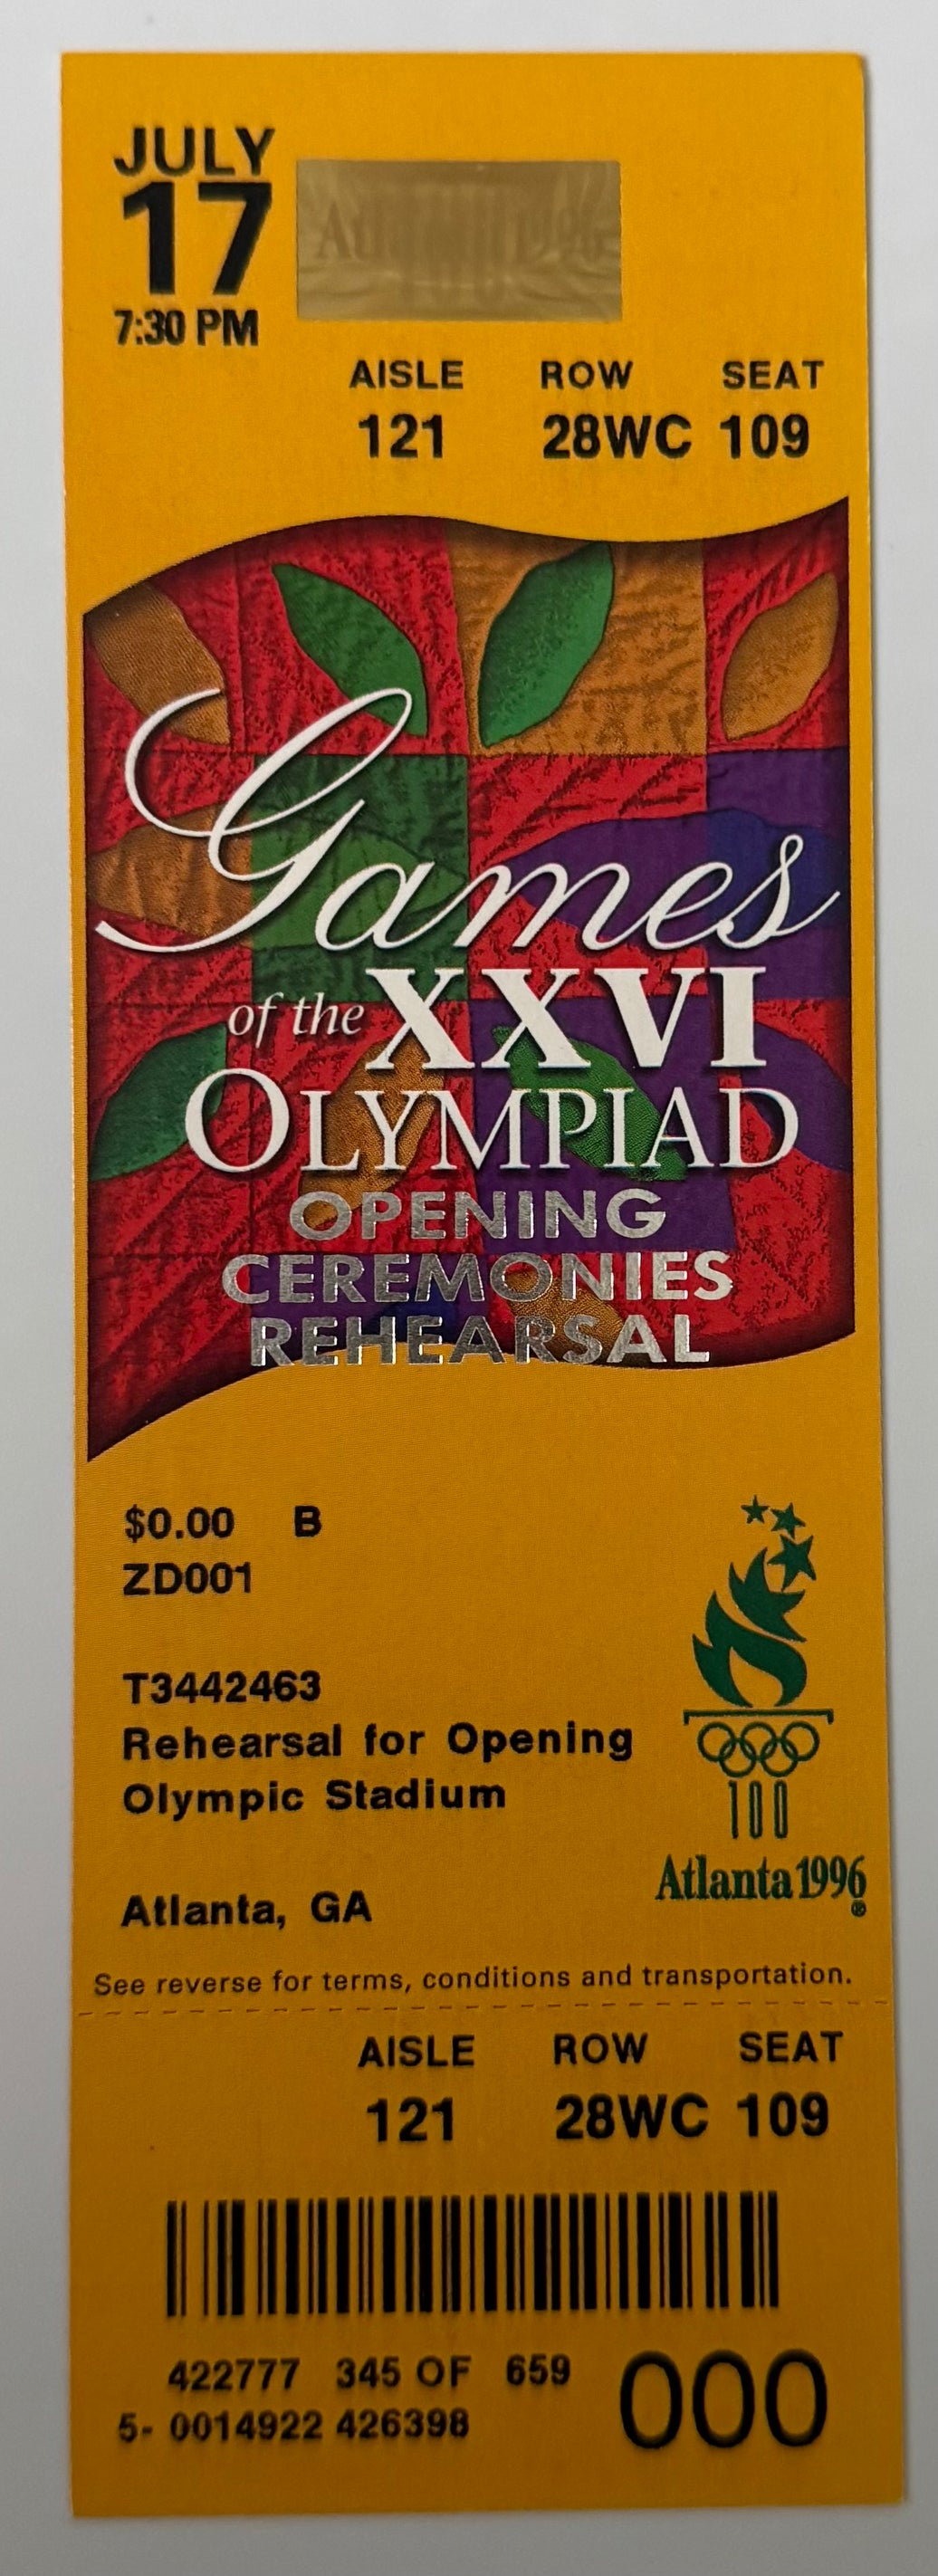 JULY
17
7:30 PM
AISLE ROW SEAT
121 28WC 109
Games
of the XXVI
OLYMPIAD
OPENING
CEREMONIES
REHEARSAL
$0.00 B
ZD001
T3442463
Rehearsal for Opening
Olympic Stadium
100
Atlanta 1996
®
Atlanta, GA
See reverse for terms, conditions and transportation.
AISLE ROW SEAT
121 28WC 109
422777 345 OF 659
5- 0014922 426398
000